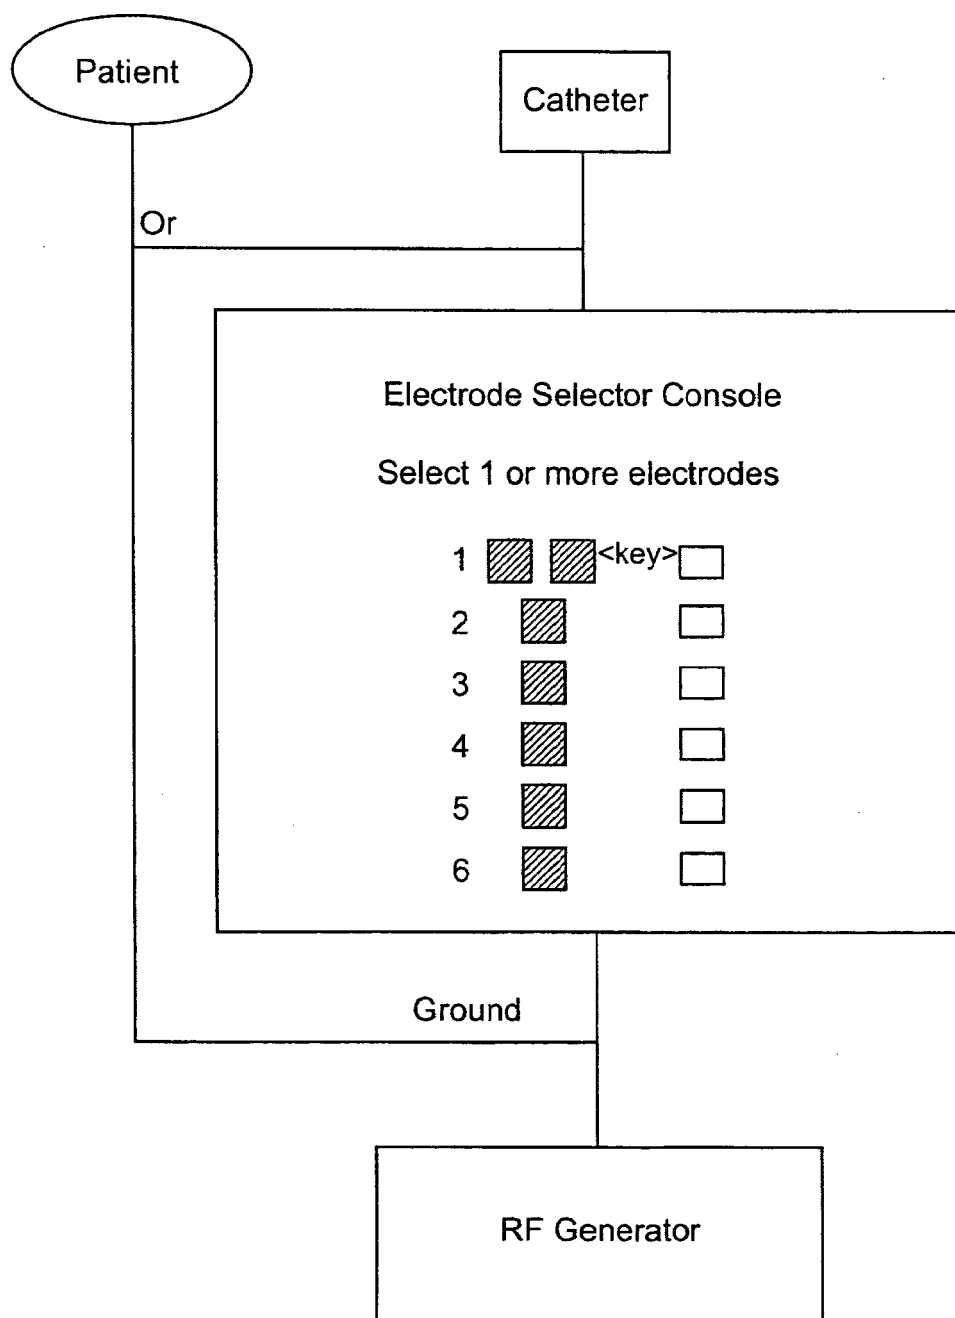 Patient
Catheter
Or
Electrode Selector Console
Select 1 or more electrodes
1 <key>
2
3
4
5
6
Ground
RF Generator